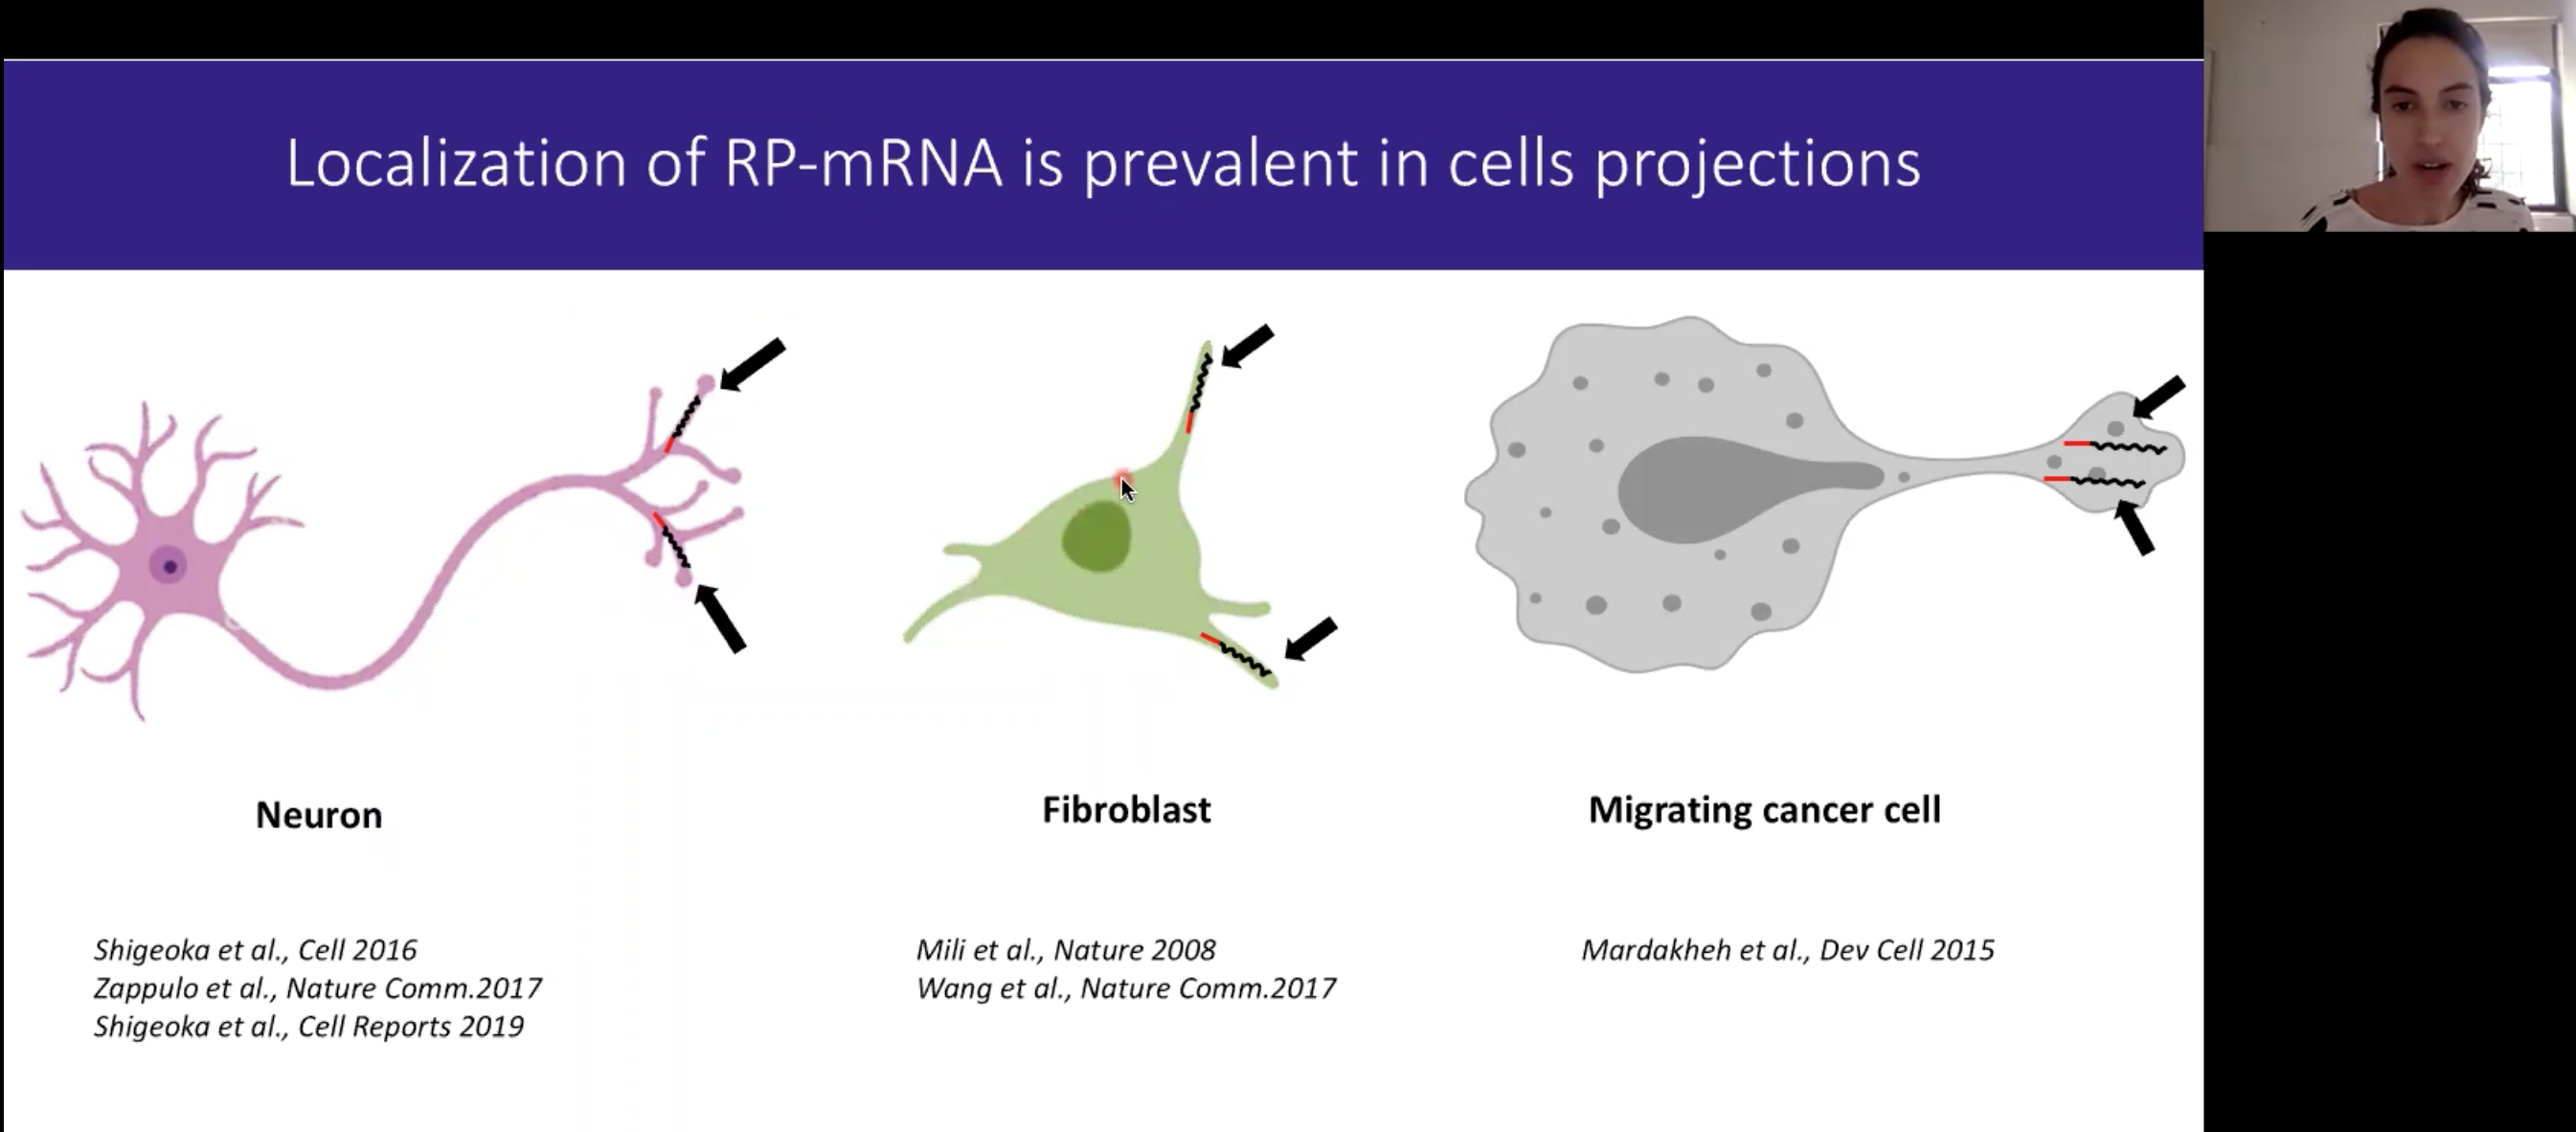 Localization of RP-mRNA is prevalent in cells projections
Neuron
Fibroblast
Migrating cancer cell
Shigeoka et al., Cell 2016
Zappulo et al., Nature Comm.2017
Shigeoka et al., Cell Reports 2019
Mili et al., Nature 2008
Wang et al., Nature Comm.2017
Mardakheh et al., Dev Cell 2015